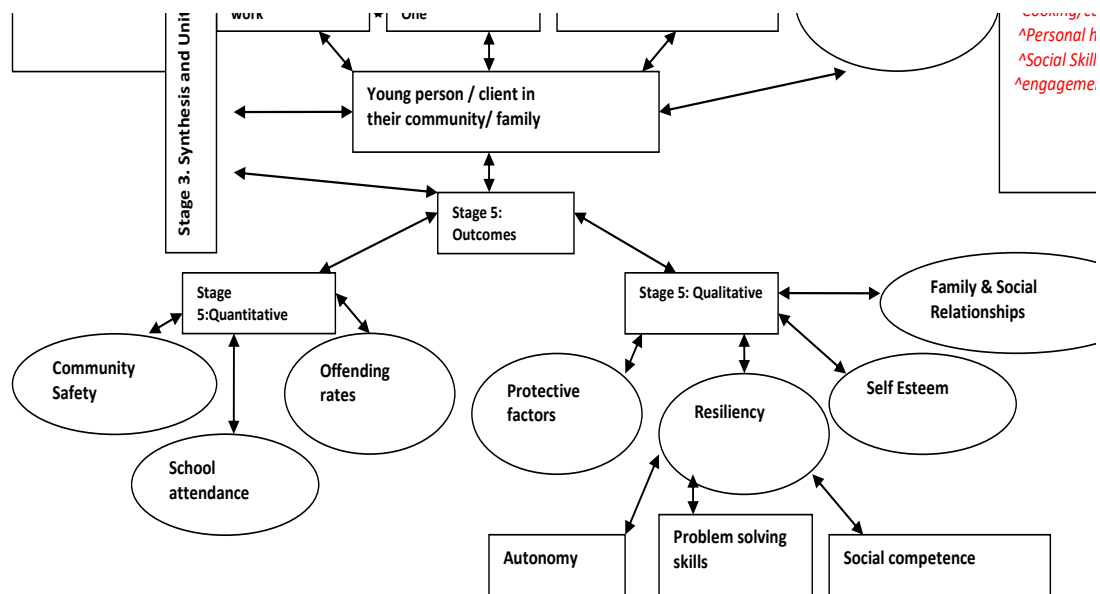 work
One
^Personal h
^Social Skill
^engagemen
Stage 3. Synthesis and Unif
Young person / client in
their community/ family
Stage 5:
Outcomes
Stage
5:Quantitative
Stage 5: Qualitative
Family & Social
Relationships
Community
Safety
Offending
rates
Protective
factors
Resiliency
Self Esteem
School
attendance
Autonomy
Problem solving
skills
Social competence